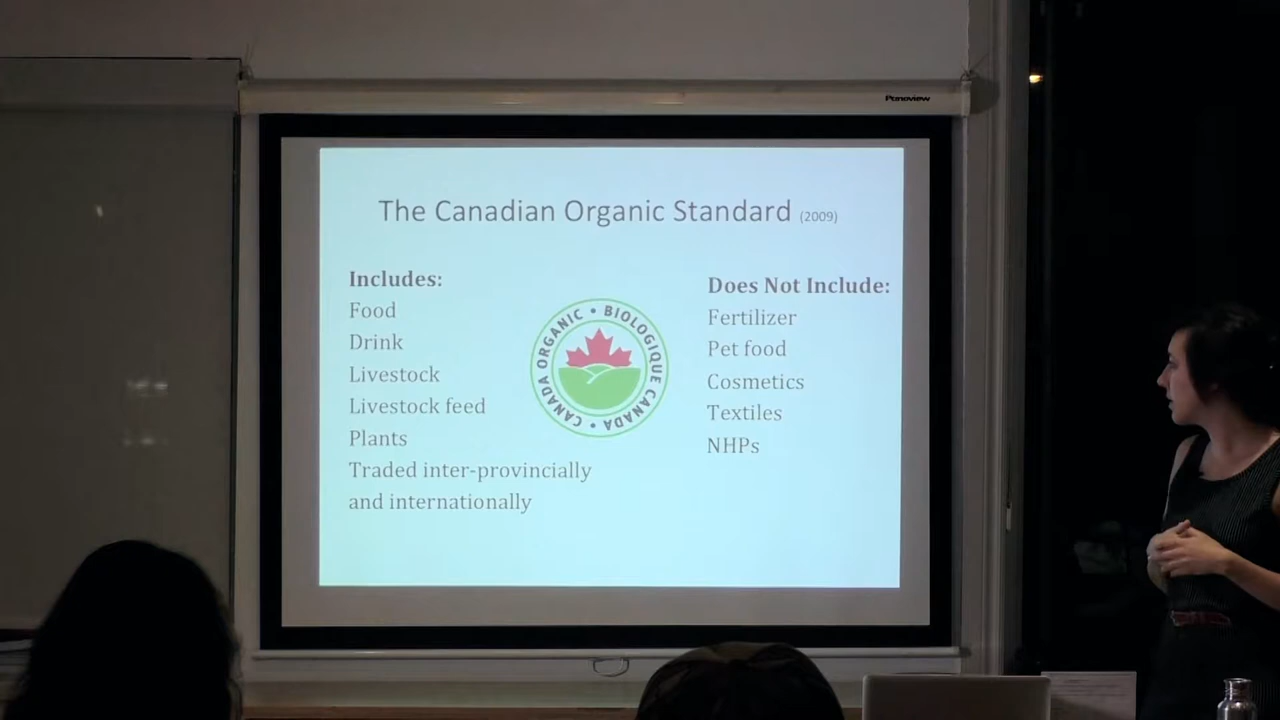 Panoview
The Canadian Organic Standard (2009)
Includes:
Food
Drink
Livestock
Livestock feed
Plants
Traded inter-provincially
and internationally
CANADA ORGANIC • BIOLOGIQUE CANADA •
Does Not Include:
Fertilizer
Pet food
Cosmetics
Textiles
NHPs